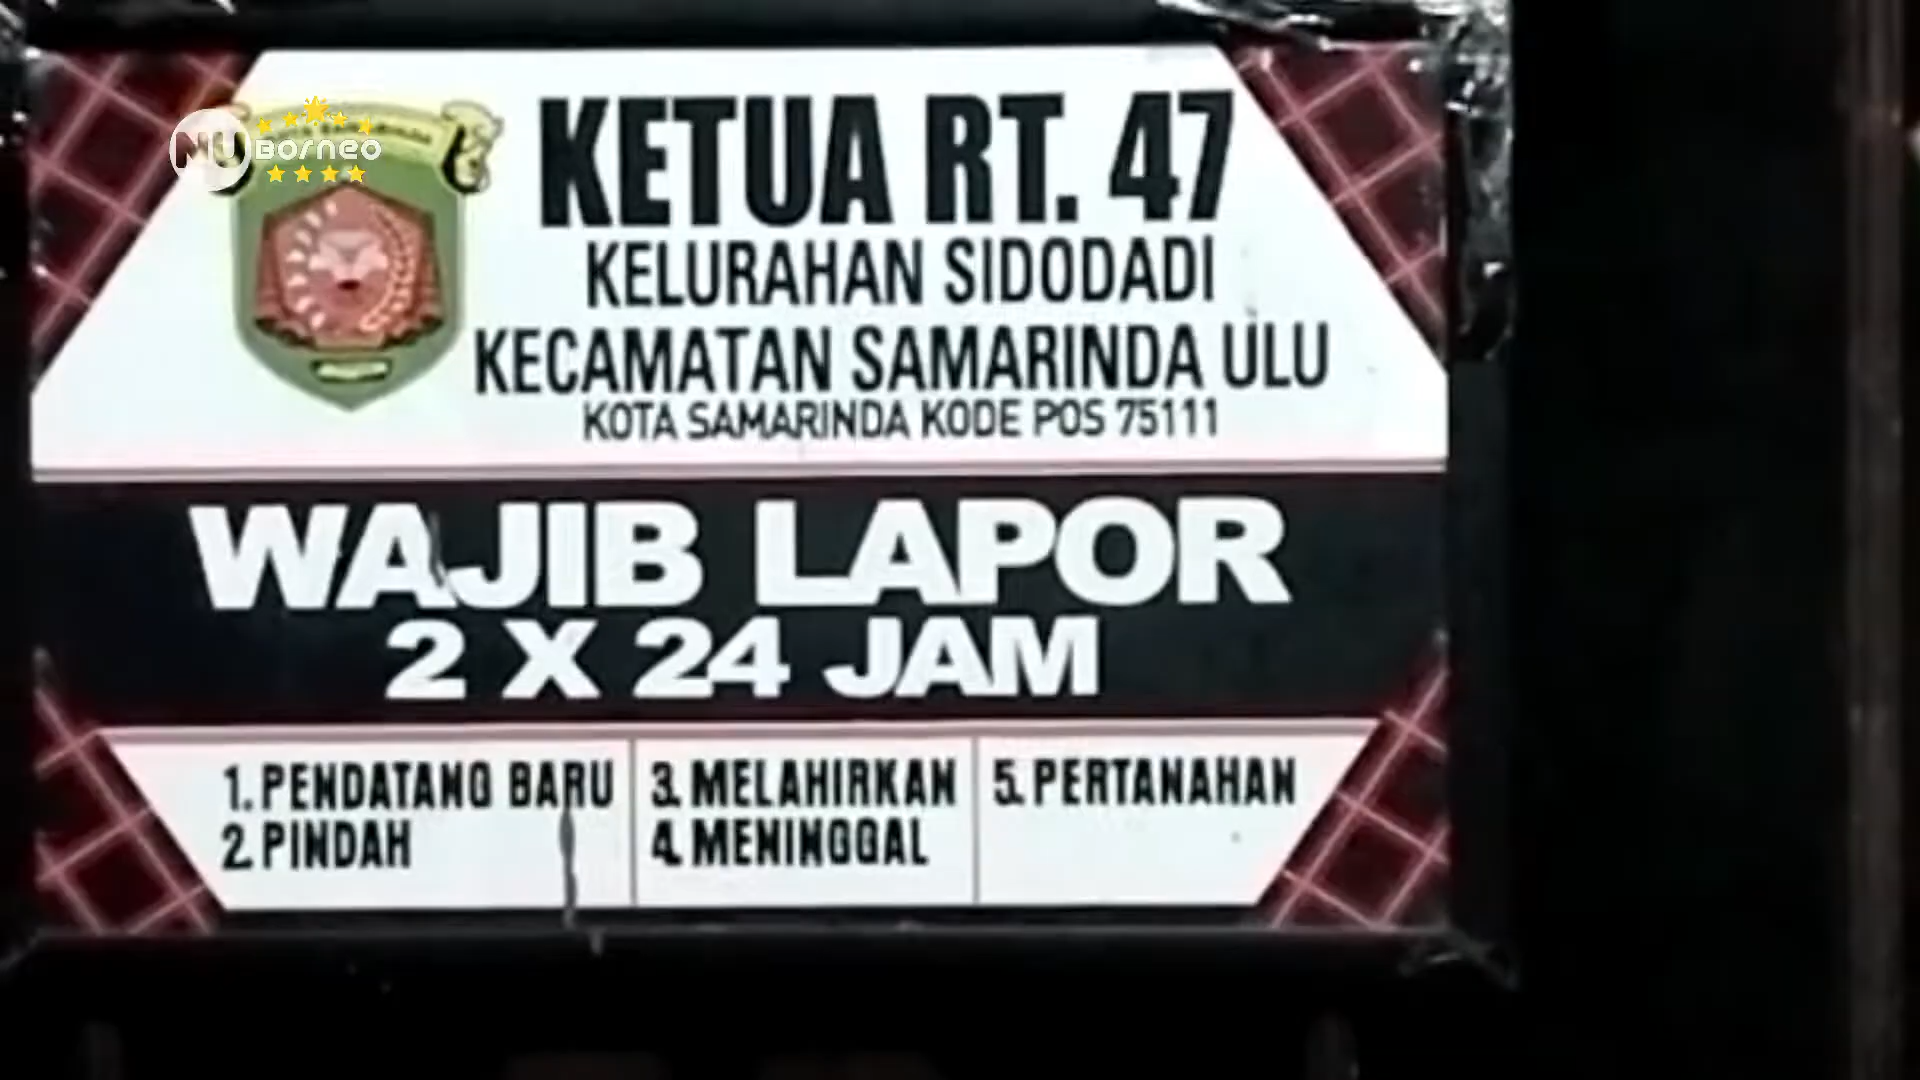 NU Borneo
KETUA RT. 47
KELURAHAN SIDODADI
KECAMATAN SAMARINDA ULU
KOTA SAMARINDA KODE POS 75111
WAJIB LAPOR
2 X 24 JAM
1. PENDATANG BARU
2. PINDAH
3. MELAHIRKAN
4. MENINGGAL
5. PERTANAHAN